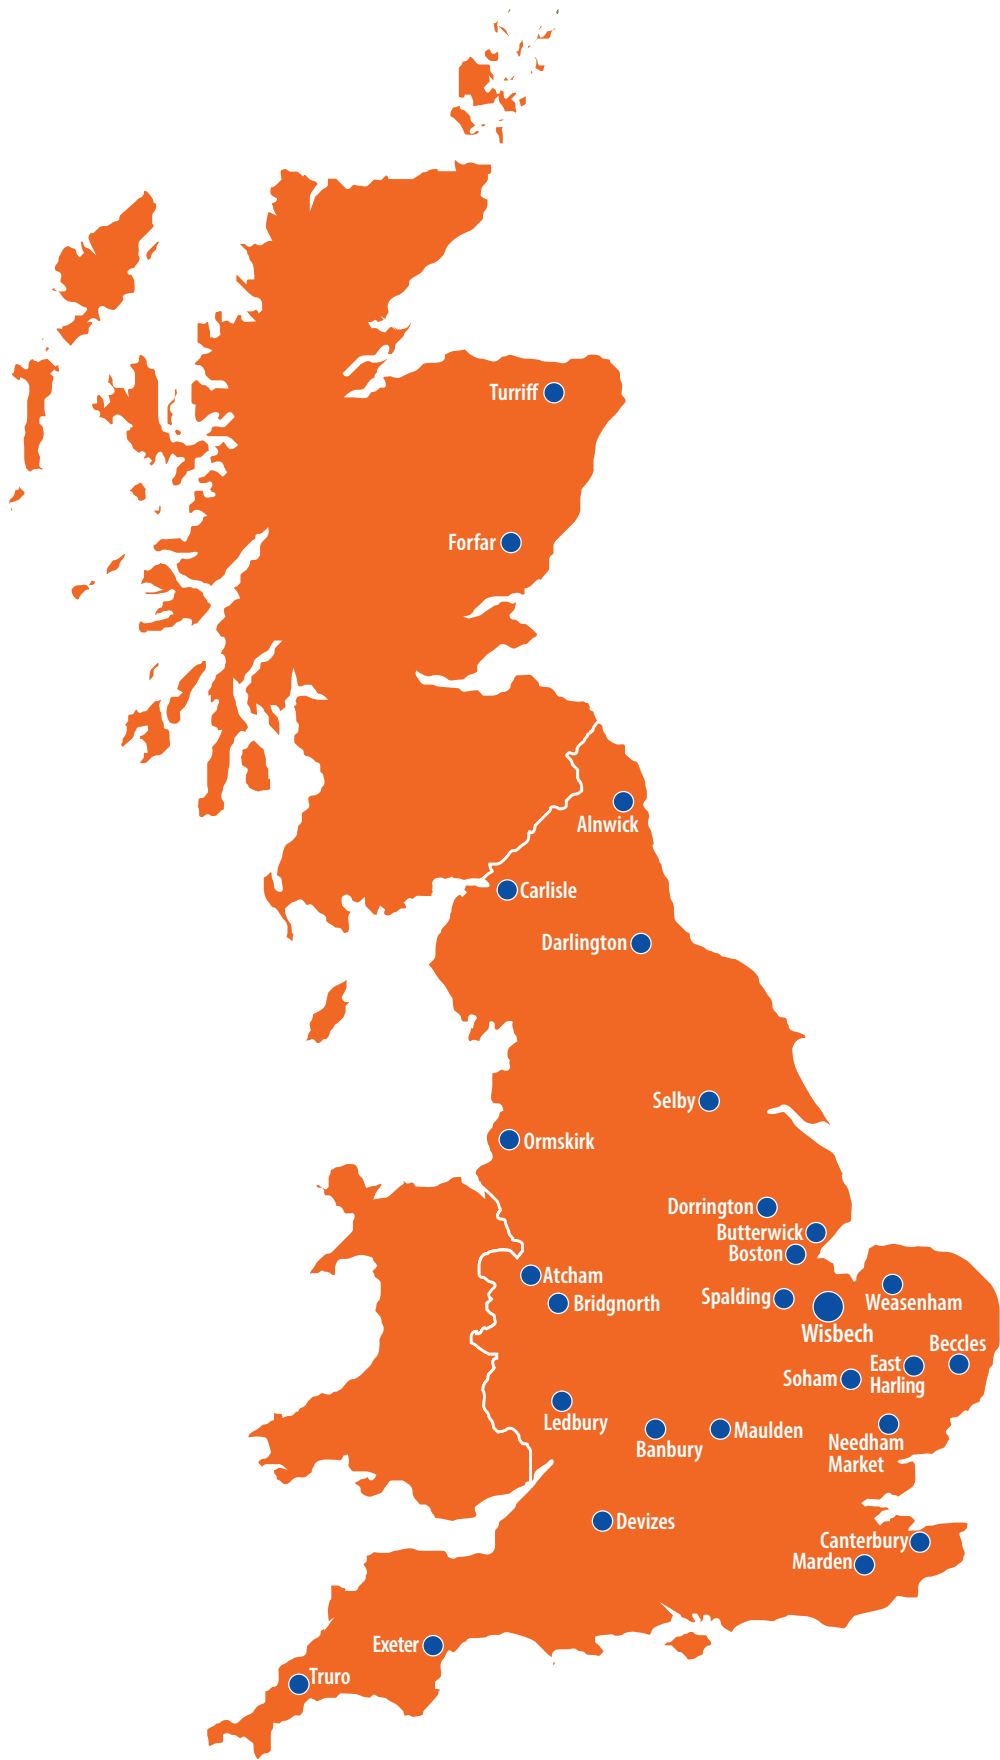 Turriff
Forfar
Alnwick
Carlisle
Darlington
Selby
Ormskirk
Dorrington
Butterwick
Boston
Atcham
Bridgnorth
Spalding
Weasenham
Wisbech
Beccles
East
Harling
Soham
Ledbury
Banbury
Maulden
Needham
Market
Devizes
Canterbury
Marden
Exeter
Truro